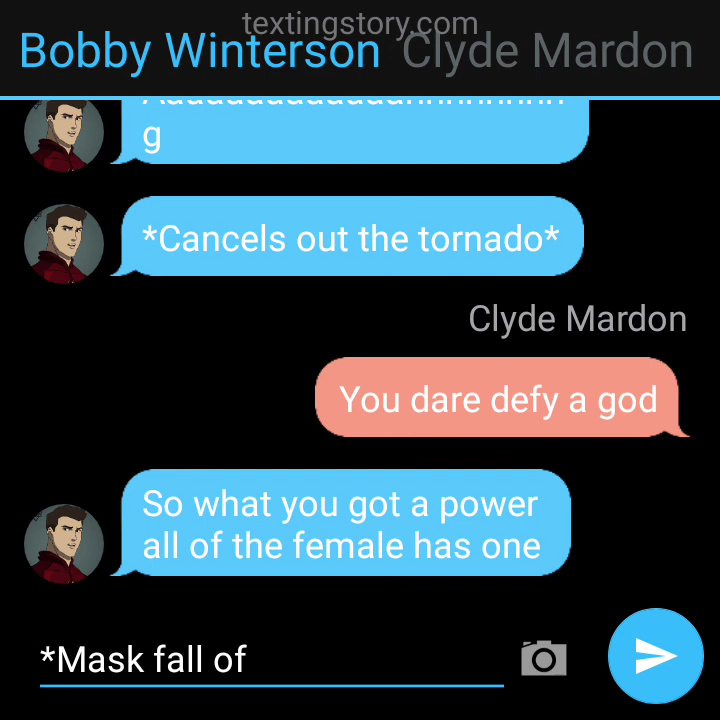 textingstory.com
Bobby Winterson Clyde Mardon
g
*Cancels out the tornado*
Clyde Mardon
You dare defy a god
So what you got a power
all of the female has one
*Mask fall of